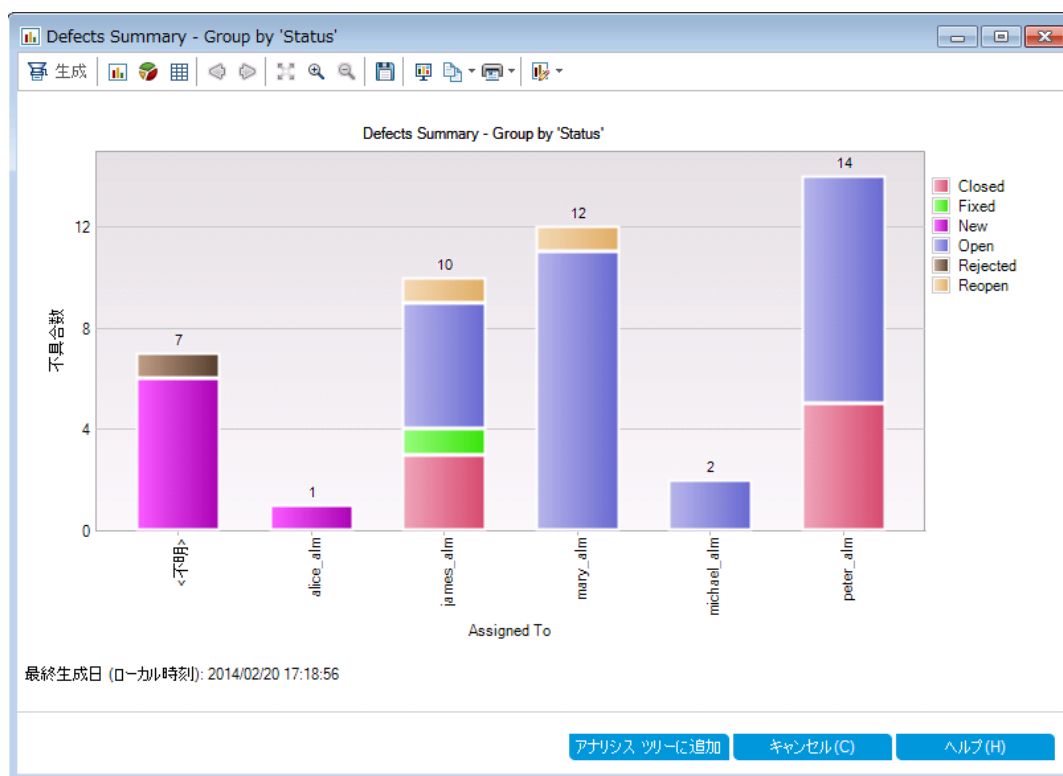 Defects Summary - Group by 'Status'
生成
Defects Summary - Group by 'Status'
14
12
10
7
2
1
Closed
Fixed
New
Open
Rejected
Reopen
不具合数
12
8
4
0
<不明>
alice_alm
james_alm
mary_alm
michael_alm
peter_alm
Assigned To
最終生成日 (ローカル時刻): 2014/02/20 17:18:56
アナリシス ツリーに追加
キャンセル(C)
ヘルプ(H)